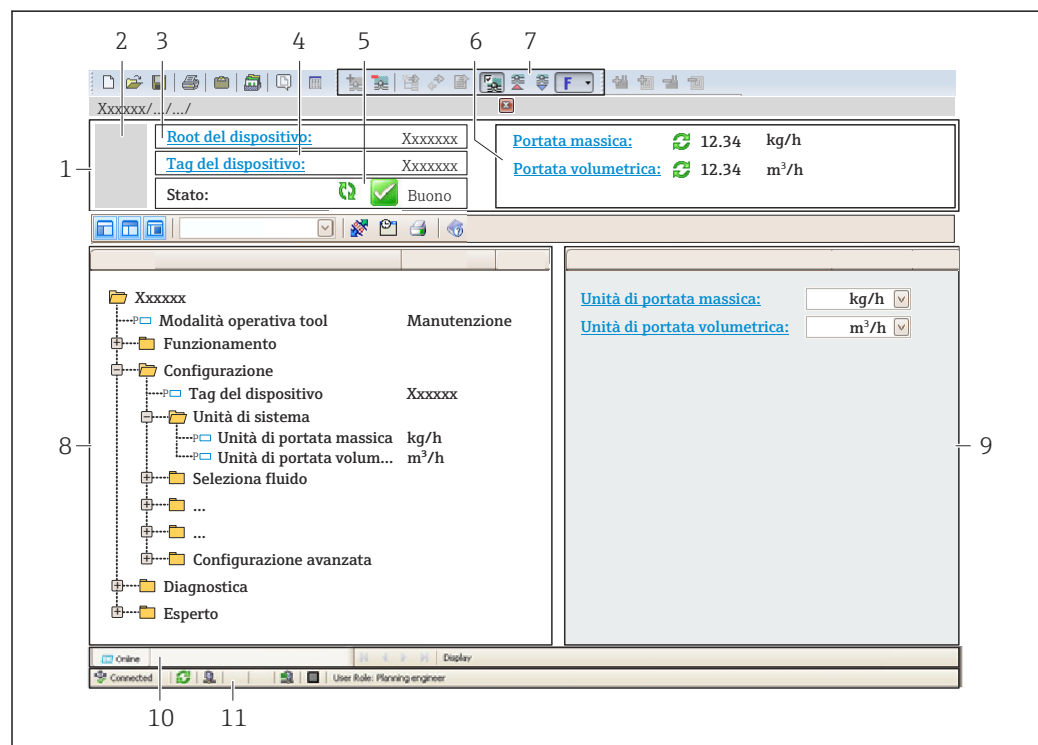 2 3 4 5 6 7
F
Xxxxxx/.../.../
1
Root del dispositivo: Xxxxxxx
Tag del dispositivo: Xxxxxxx
Stato: Buono
Portata massica: 12.34 kg/h
Portata volumetrica: 12.34 m³/h
Xxxxxx
P Modalità operativa tool Manutenzione
Funzionamento
Configurazione
P Tag del dispositivo Xxxxxx
Unità di sistema
P Unità di portata massica kg/h
P Unità di portata volum... m³/h
Seleziona fluido
...
...
Configurazione avanzata
Diagnostica
Esperto
8
Unità di portata massica: kg/h
Unità di portata volumetrica: m³/h
9
Online Display
Connected User Role: Planning engineer
10 11